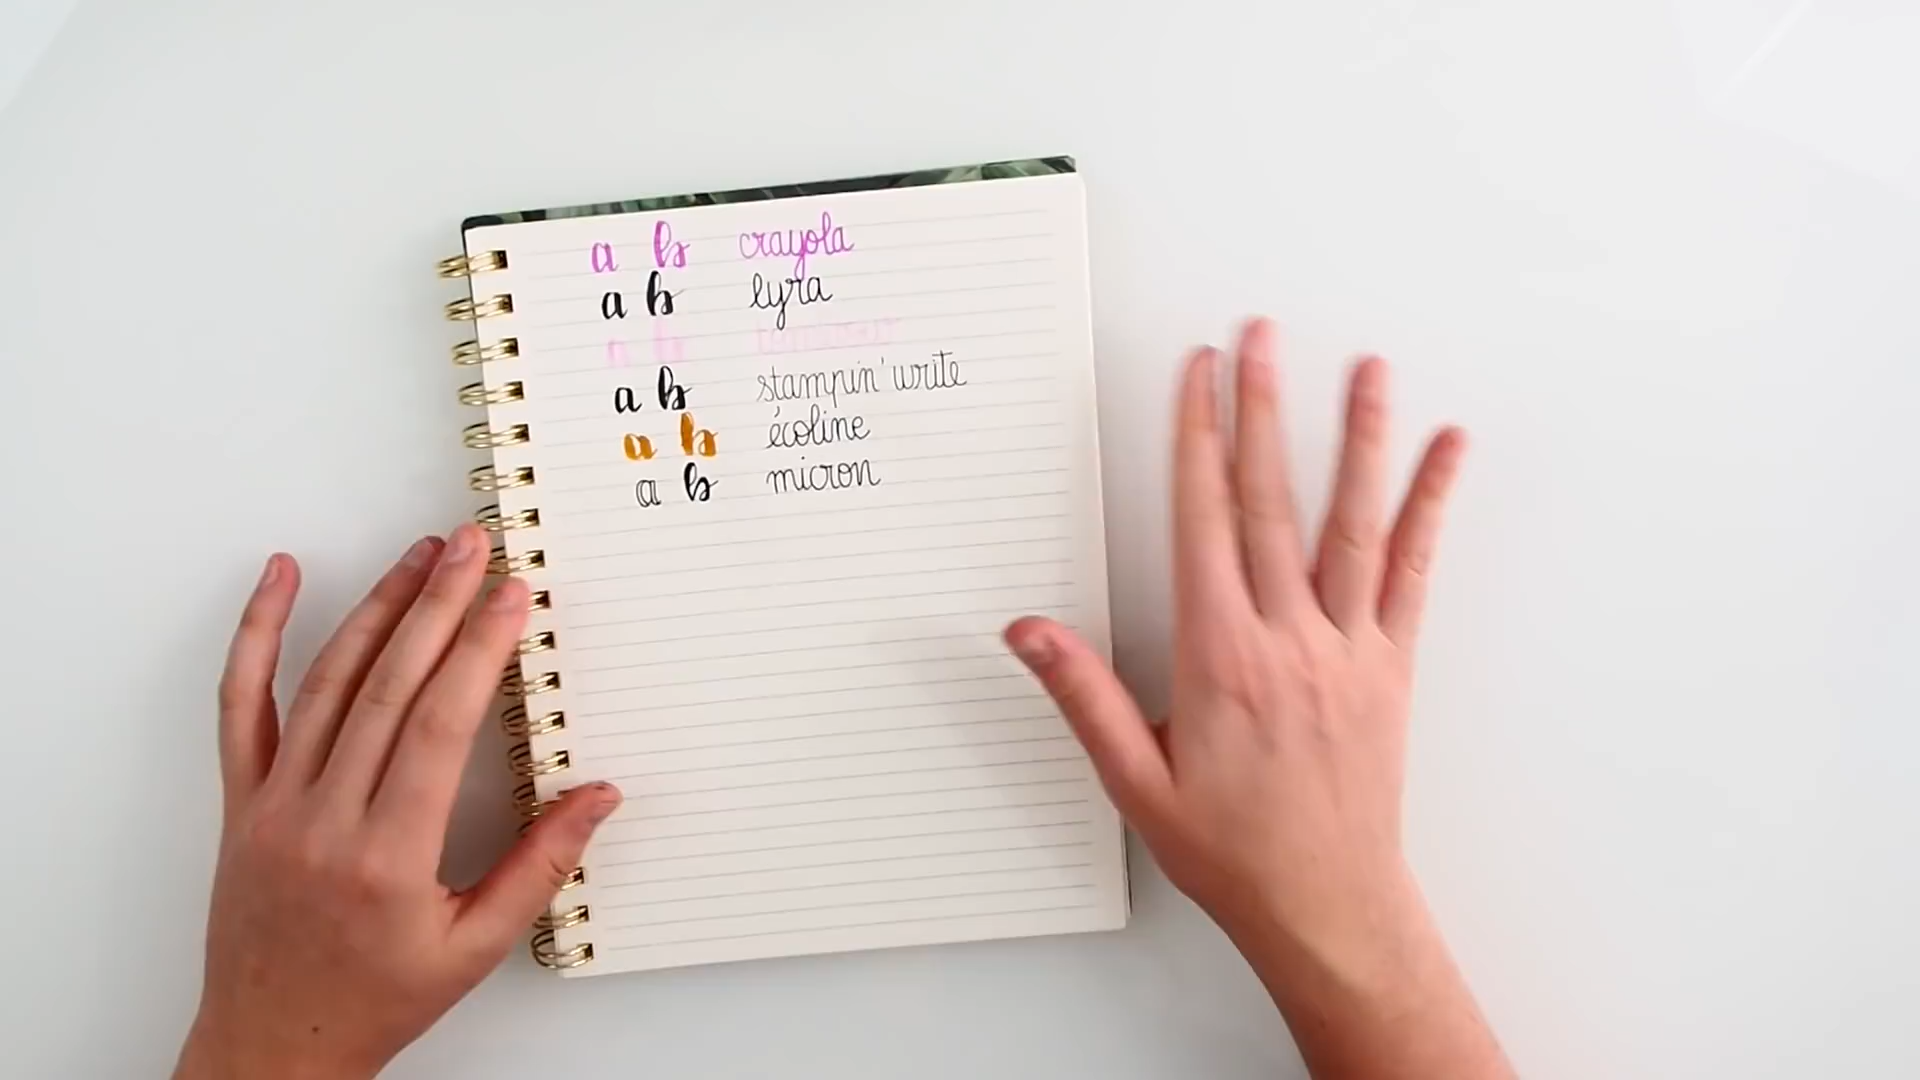 a b crayola
a b lyra
a b
a b stampin' write
a b écoline
a b micron